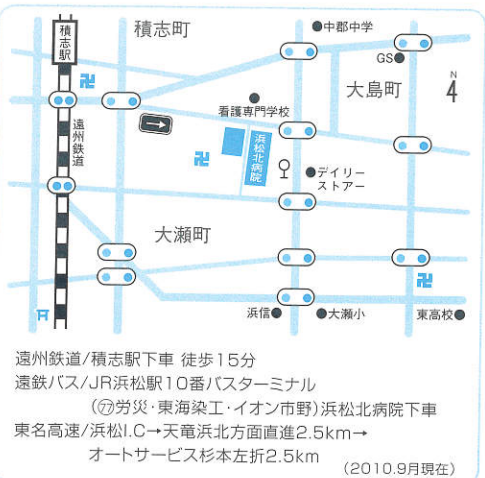 積志駅
積志町
●中郡中学
GS●
大島町
N
看護専門学校
遠州鉄道
浜松北病院
●デイリー
ストアー
大瀬町
浜信●
●大瀬小
東高校●
遠州鉄道/積志駅下車 徒歩15分
遠鉄バス/JR浜松駅10番バスターミナル
(㊆労災・東海染工・イオン市野)浜松北病院下車
東名高速/浜松I.C→天竜浜北方面直進2.5km→
オートサービス杉本左折2.5km
(2010.9月現在)